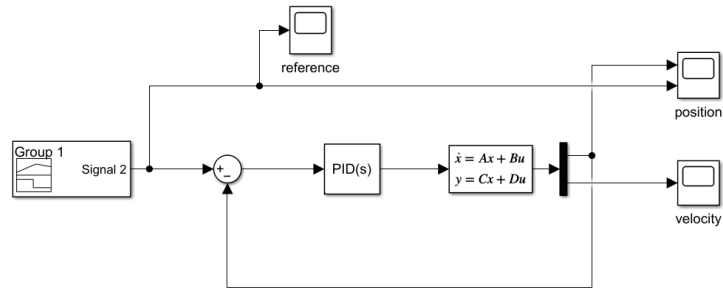 reference
position
Group 1
Signal 2
+
−
PID(s)
ẋ = Ax + Bu
y = Cx + Du
velocity